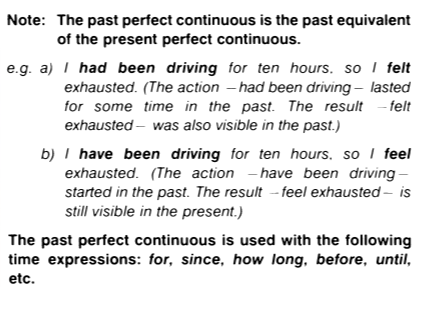 Note: The past perfect continuous is the past equivalent
of the present perfect continuous.
e.g. a) I had been driving for ten hours, so I felt
exhausted. (The action – had been driving – lasted
for some time in the past. The result – felt
exhausted – was also visible in the past.)
b) I have been driving for ten hours, so I feel
exhausted. (The action – have been driving –
started in the past. The result – feel exhausted – is
still visible in the present.)
The past perfect continuous is used with the following
time expressions: for, since, how long, before, until,
etc.